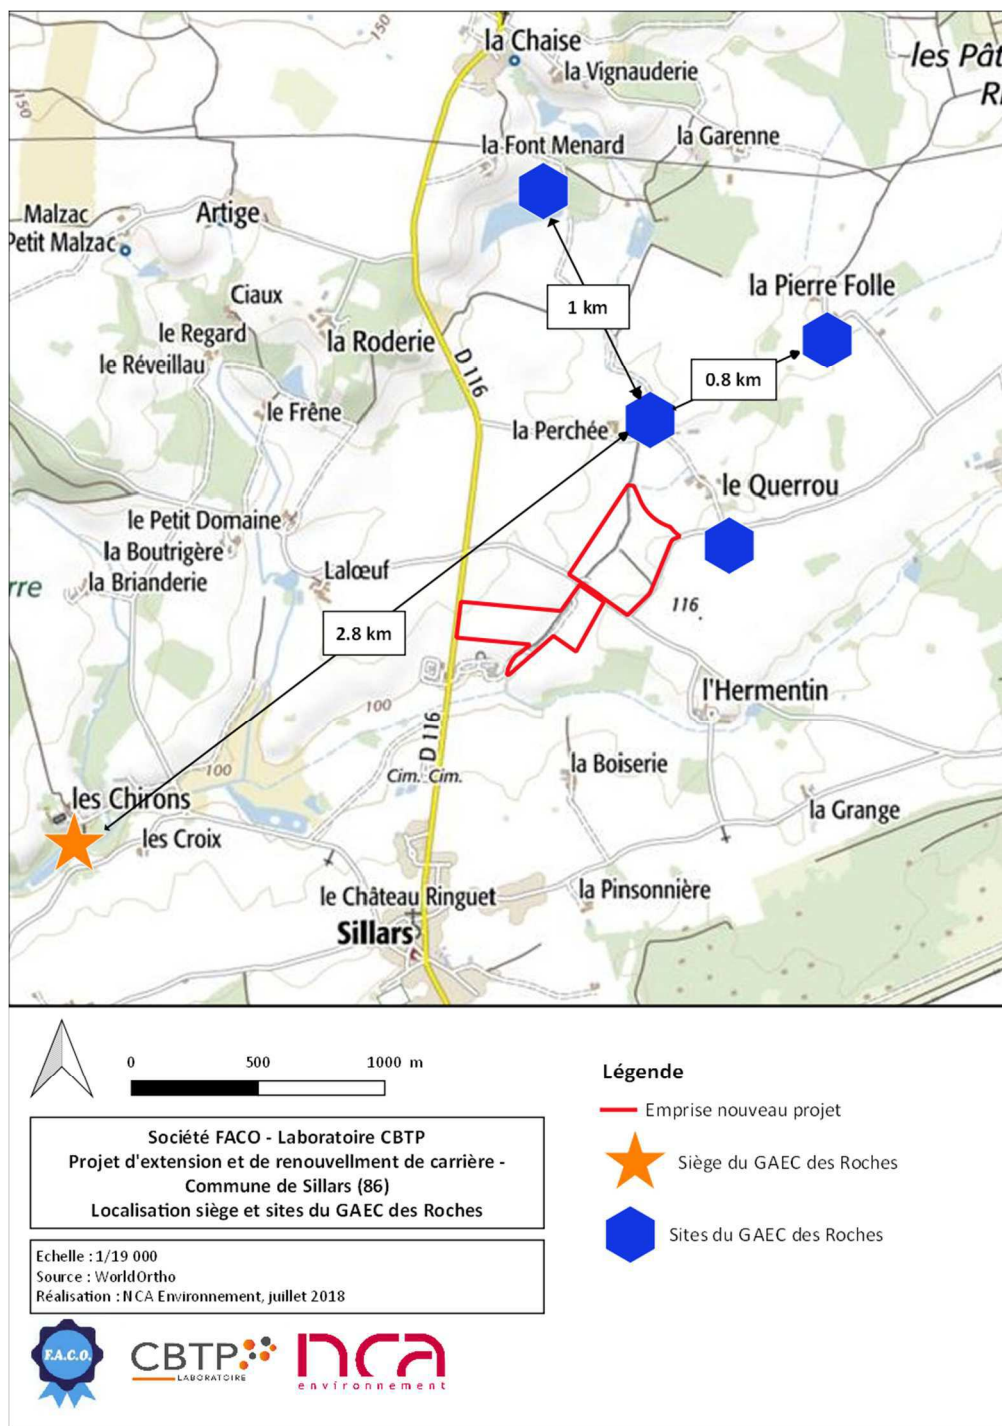 150
la Chaise
les Pât
la Vignauderie
150
la Garenne
la Font Menard
Malzac
Artige
Petit Malzac
la Pierre Folle
Ciaux
1 km
le Regard
la Roderie
le Réveillau
D 116
0.8 km
le Frêne
la Perchée
le Querrou
le Petit Domaine
la Boutrigère
Lalœuf
la Brianderie
rre
116
2.8 km
l'Hermentin
100
D 116
100
Cim. Cim.
la Boiserie
les Chirons
la Grange
les Croix
la Pinsonnière
le Château Ringuet
Sillars
0 500 1000 m
Légende
Emprise nouveau projet
Siège du GAEC des Roches
Sites du GAEC des Roches
Société FACO - Laboratoire CBTP
Projet d'extension et de renouvellment de carrière -
Commune de Sillars (86)
Localisation siège et sites du GAEC des Roches
Echelle : 1/19 000
Source : WorldOrtho
Réalisation : NCA Environnement, juillet 2018
F.A.C.O.
CBTP
LABORATOIRE
nca
environnement